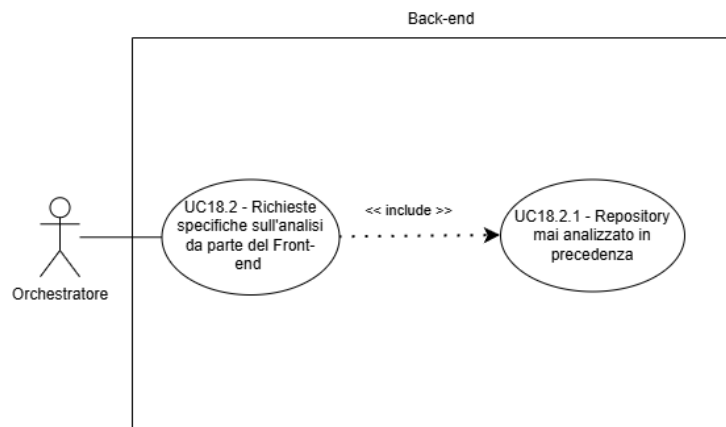 Back-end
UC18.2 - Richieste
specifiche sull'analisi
da parte del Front-
end
<< include >>
UC18.2.1 - Repository
mai analizzato in
precedenza
Orchestratore